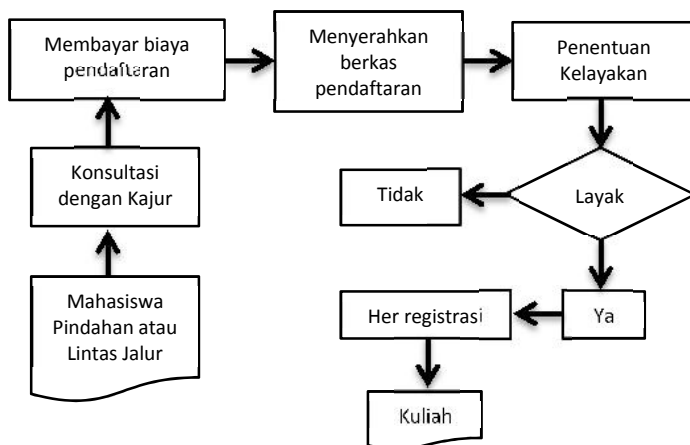 Membayar biaya
pendaftaran
Menyerahkan
berkas
pendaftaran
Penentuan
Kelayakan
Konsultasi
dengan Kajur
Tidak
Layak
Mahasiswa
Pindahan atau
Lintas Jalur
Her registrasi
Ya
Kuliah